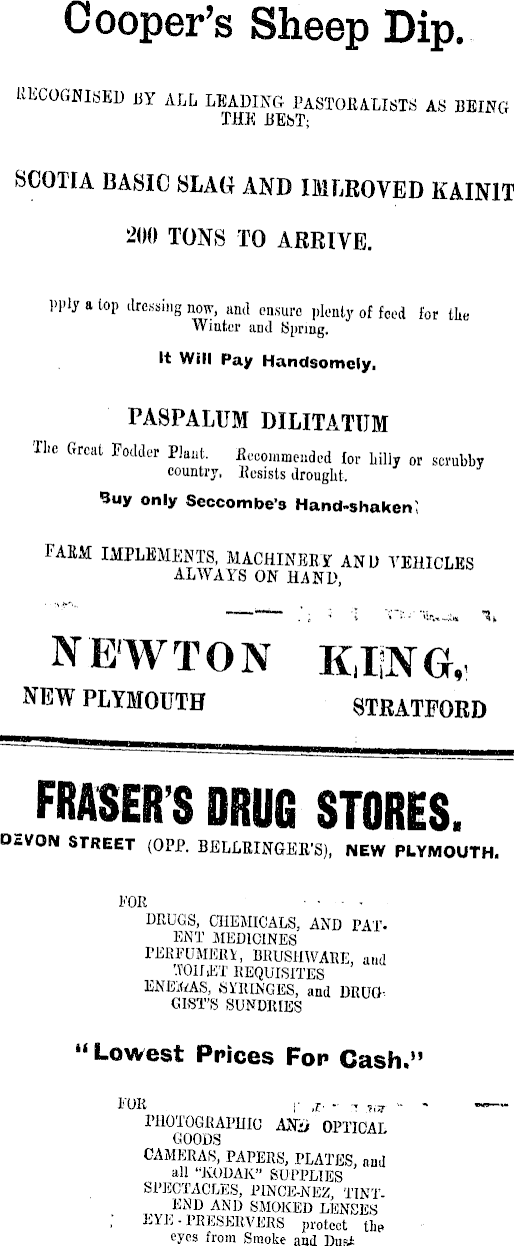 Cooper's Sheep Dip.
RECOGNISED BY ALL LEADING PASTORALISTS AS BEING
THE BEST;
SCOTIA BASIC SLAG AND IMLROVED KAINIT
200 TONS TO ARRIVE.
pply a top dressing now, and ensure plenty of feed for the
Winter and Spring.
It Will Pay Handsomely.
PASPALUM DILITATUM
The Great Fodder Plant. Recommended for hilly or scrubby
country. Resists drought.
Buy only Seccombe's Hand-shaken
FARM IMPLEMENTS, MACHINERY AND VEHICLES
ALWAYS ON HAND,
NEWTON KING,
NEW PLYMOUTH STRATFORD
FRASER'S DRUG STORES.
DEVON STREET (OPP. BELLRINGER'S), NEW PLYMOUTH.
FOR
DRUGS, CHEMICALS, AND PAT-
ENT MEDICINES
PERFUMERY, BRUSHWARE, and
TOILET REQUISITES
ENEMAS, SYRINGES, and DRUG-
GIST'S SUNDRIES
"Lowest Prices For Cash."
FOR
PHOTOGRAPHIC AND OPTICAL
GOODS
CAMERAS, PAPERS, PLATES, and
all "KODAK" SUPPLIES
SPECTACLES, PINCE-NEZ, TINT-
END AND SMOKED LENSES
EYE-PRESERVERS protect the
eyes from Smoke and Dust